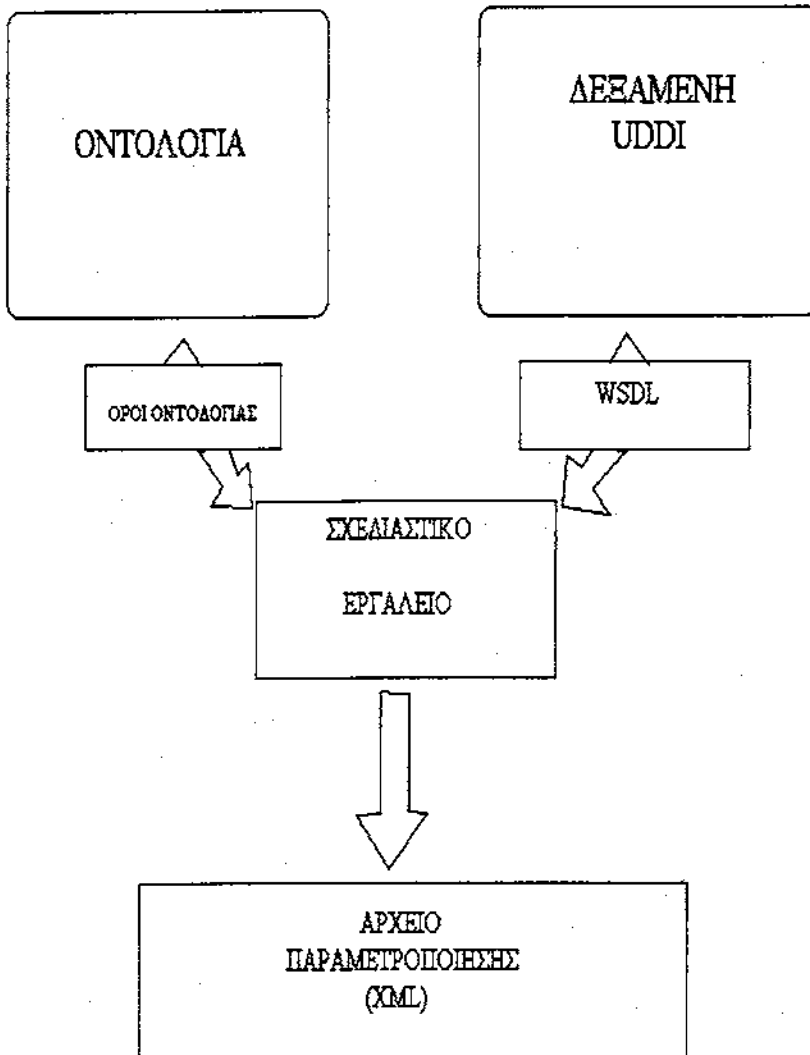 ΟΝΤΟΛΟΓΙΑ
ΔΕΞΑΜΕΝΗ
UDDI
ΟΡΟΙ ΟΝΤΟΛΟΓΙΑΣ
WSDL
ΣΧΕΔΙΑΣΤΙΚΟ
ΕΡΓΑΛΕΙΟ
ΑΡΧΕΙΟ
ΠΑΡΑΜΕΤΡΟΠΟΙΗΣΗΣ
(XML)